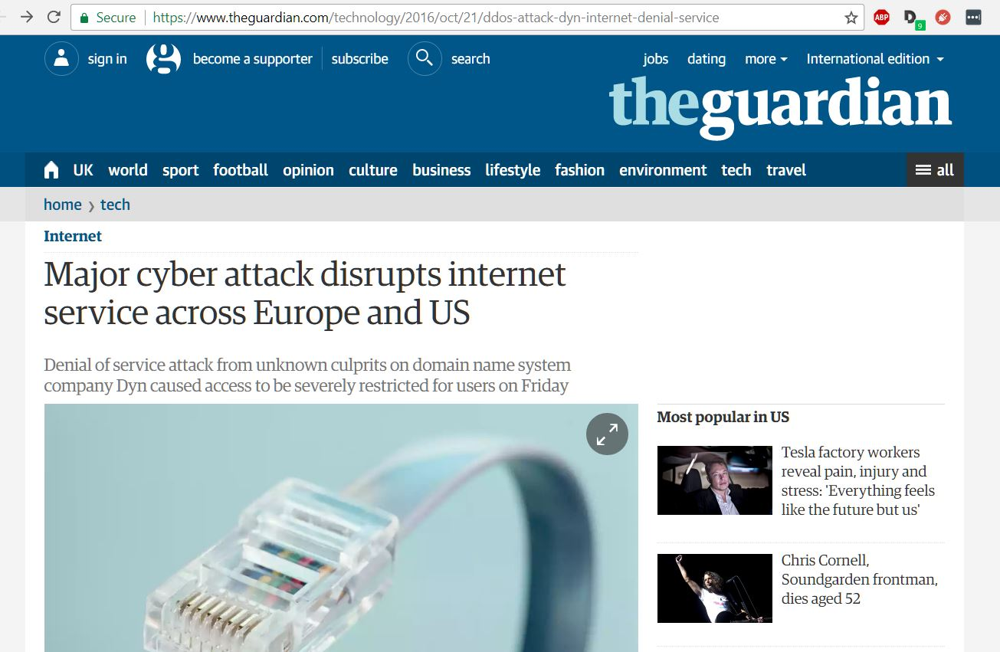 Secure
https://www.theguardian.com/technology/2016/oct/21/ddos-attack-dyn-internet-denial-service
ABP
D
9
sign in
g
become a supporter
subscribe
search
jobs
dating
more
International edition
theguardian
UK world sport football opinion culture business lifestyle fashion environment tech travel
all
home › tech
Internet
Major cyber attack disrupts internet
service across Europe and US
Denial of service attack from unknown culprits on domain name system
company Dyn caused access to be severely restricted for users on Friday
Most popular in US
Tesla factory workers
reveal pain, injury and
stress: 'Everything feels
like the future but us'
Chris Cornell,
Soundgarden frontman,
dies aged 52